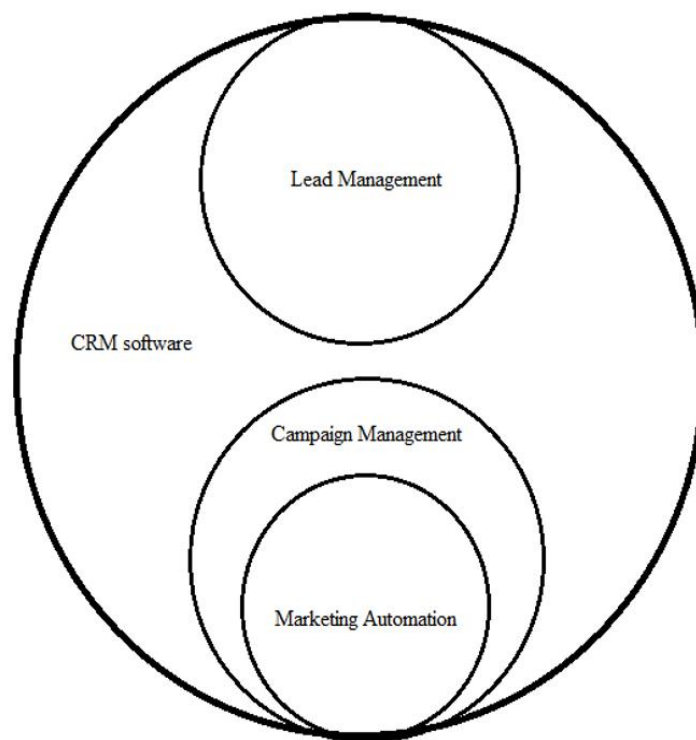 Lead Management
CRM software
Campaign Management
Marketing Automation